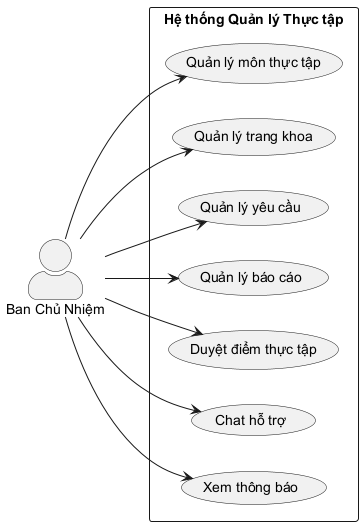 Hệ thống Quản lý Thực tập
Quản lý môn thực tập
Quản lý trang khoa
Quản lý yêu cầu
Quản lý báo cáo
Ban Chủ Nhiệm
Duyệt điểm thực tập
Chat hỗ trợ
Xem thông báo